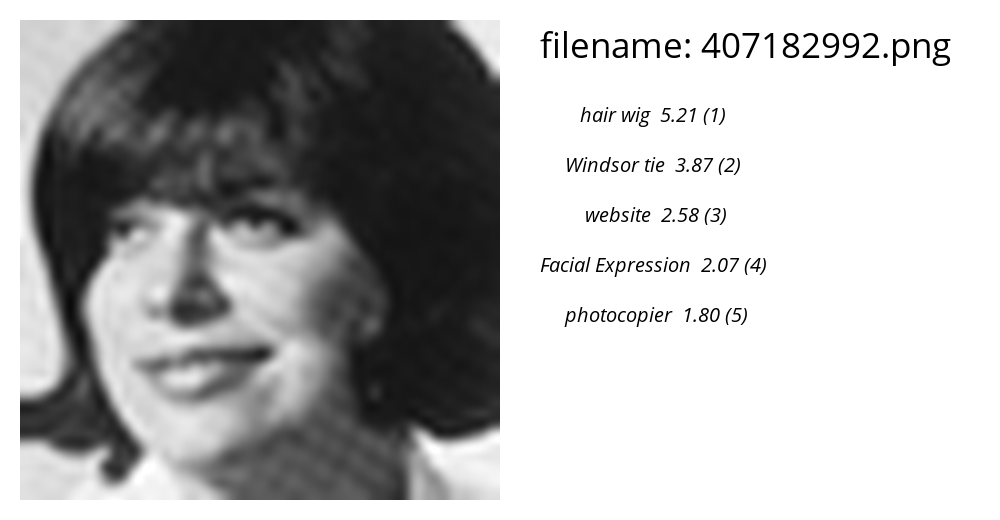 filename: 407182992.png
hair wig 5.21 (1)
Windsor tie 3.87 (2)
website 2.58 (3)
Facial Expression 2.07 (4)
photocopier 1.80 (5)